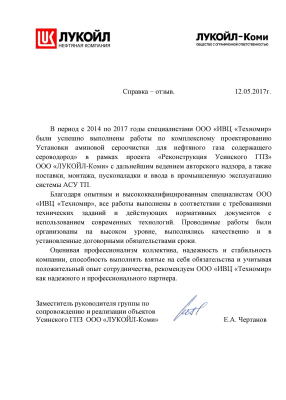 ЛУКОЙЛ
НЕФТЯНАЯ КОМПАНИЯ
ЛУКОЙЛ-Коми
ОБЩЕСТВО С ОГРАНИЧЕННОЙ ОТВЕТСТВЕННОСТЬЮ
Справка – отзыв. 12.05.2017г.
В период с 2014 по 2017 годы специалистами ООО «ИВЦ «Техномир»
были успешно выполнены работы по комплексному проектированию
Установки аминовой сероочистки для нефтяного газа содержащего
сероводород» в рамках проекта «Реконструкция Усинского ГПЗ»
ООО «ЛУКОЙЛ-Коми» с дальнейшим ведением авторского надзора, а также
поставки, монтажа, пусконаладки и ввода в промышленную эксплуатацию
системы АСУ ТП.
Благодаря опытным и высококвалифицированным специалистам ООО
«ИВЦ «Техномир», все работы выполнены в соответствии с требованиями
технических заданий и действующих нормативных документов с
использованием современных технологий. Проводимые работы были
организованы на высоком уровне, выполнялись качественно и в
установленные договорными обязательствами сроки.
Оценивая профессионализм коллектива, надежность и стабильность
компании, способность выполнять взятые на себя обязательства и учитывая
положительный опыт сотрудничества, рекомендуем ООО «ИВЦ «Техномир»
как надежного и профессионального партнера.
Заместитель руководителя группы по
сопровождению и реализации объектов
Усинского ГПЗ ООО «ЛУКОЙЛ-Коми» Е.А. Чертанов